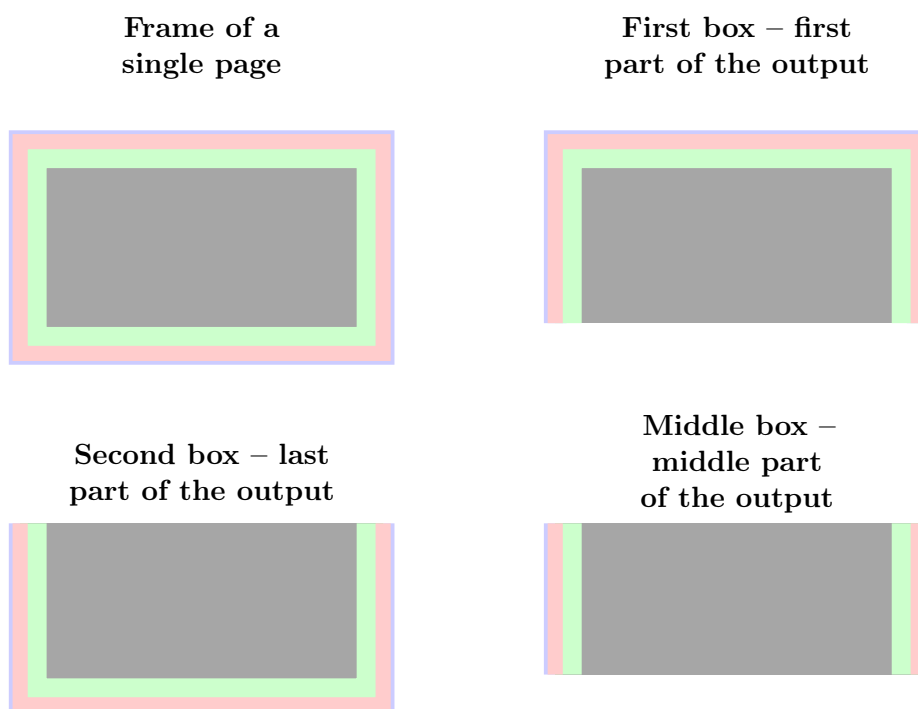 Frame of a
single page
First box – first
part of the output
Second box – last
part of the output
Middle box –
middle part
of the output